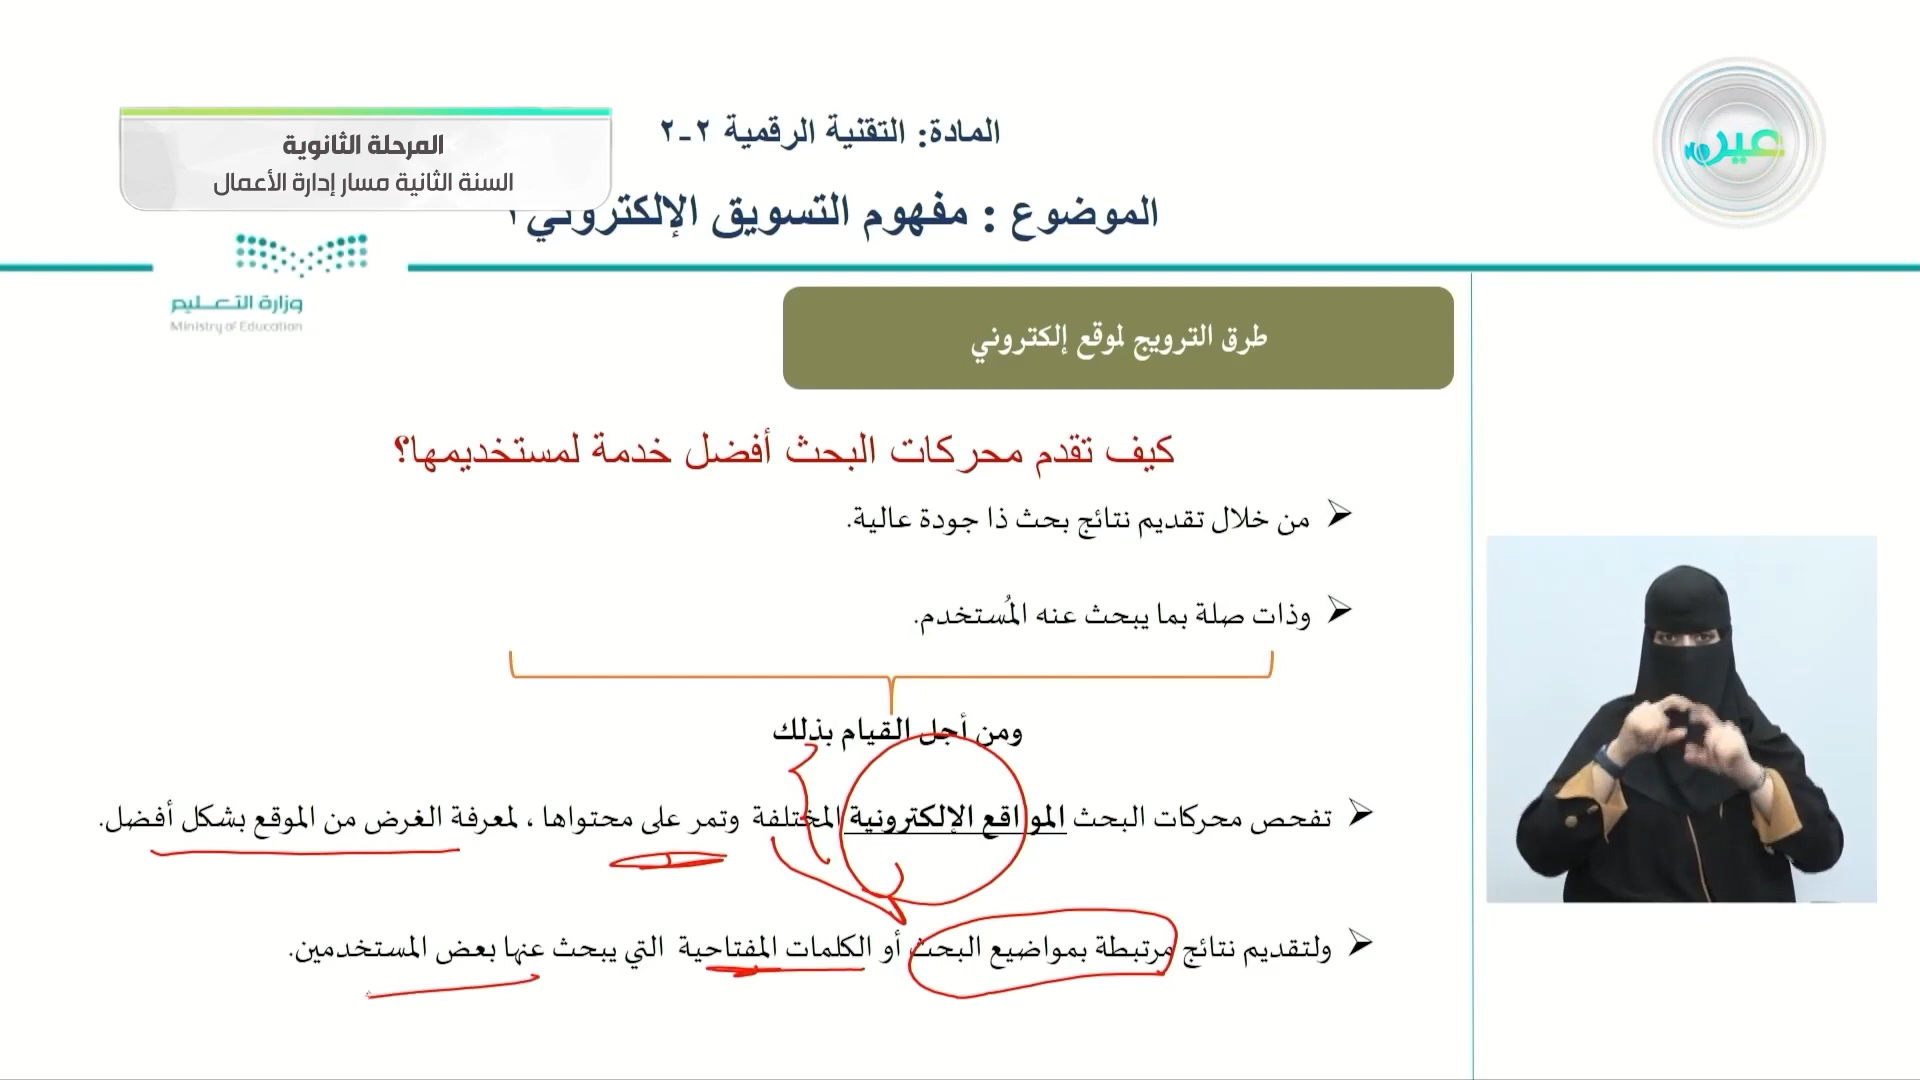 المرحلة الثانوية
السنة الثانية مسار إدارة الأعمال
المادة: التقنية الرقمية ٢-٢
عين
الموضوع : مفهوم التسويق الإلكتروني
وزارة التعليم
Ministry of Education
طرق الترويج لموقع إلكتروني
كيف تقدم محركات البحث أفضل خدمة لمستخديمها؟
من خلال تقديم نتائج بحث ذا جودة عالية.
وذات صلة بما يبحث عنه المُستخدم.
ومن أجل القيام بذلك
تفحص محركات البحث المواقع الإلكترونية المختلفة وتمر على محتواها ، لمعرفة الغرض من الموقع بشكل أفضل.
ولتقديم نتائج مرتبطة بمواضيع البحث أو الكلمات المفتاحية التي يبحث عنها بعض المستخدمين.